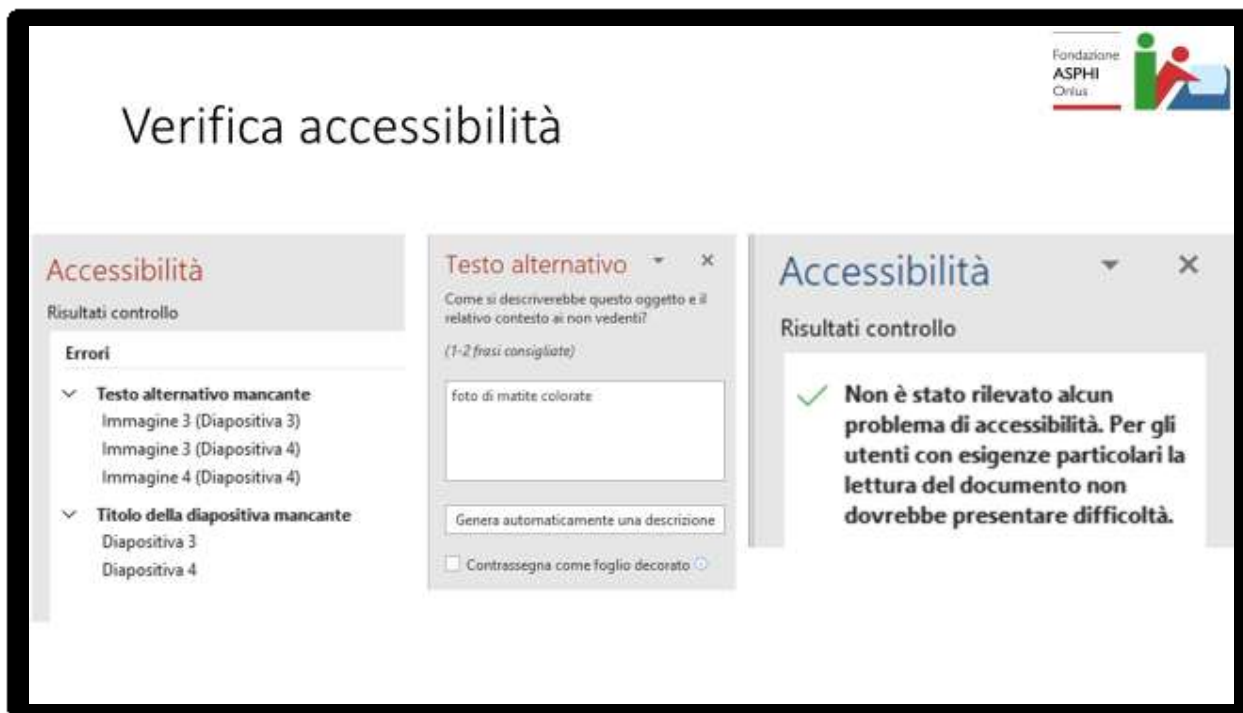 Fondazione
ASPHI
Onlus
Verifica accessibilità
Accessibilità
Risultati controllo
Errori
Testo alternativo mancante
Immagine 3 (Diapositiva 3)
Immagine 3 (Diapositiva 4)
Immagine 4 (Diapositiva 4)
Titolo della diapositiva mancante
Diapositiva 3
Diapositiva 4
Testo alternativo
Come si descriverebbe questo oggetto e il
relativo contesto ai non vedenti?
(1-2 frasi consigliate)
foto di matite colorate
Genera automaticamente una descrizione
Contrassegna come foglio decorato
Accessibilità
Risultati controllo
Non è stato rilevato alcun
problema di accessibilità. Per gli
utenti con esigenze particolari la
lettura del documento non
dovrebbe presentare difficoltà.